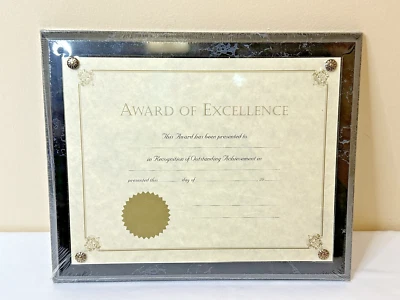 AWARD OF EXCELLENCE
This Award has been presented to
in Recognition of Outstanding Achievement in
presented this day of